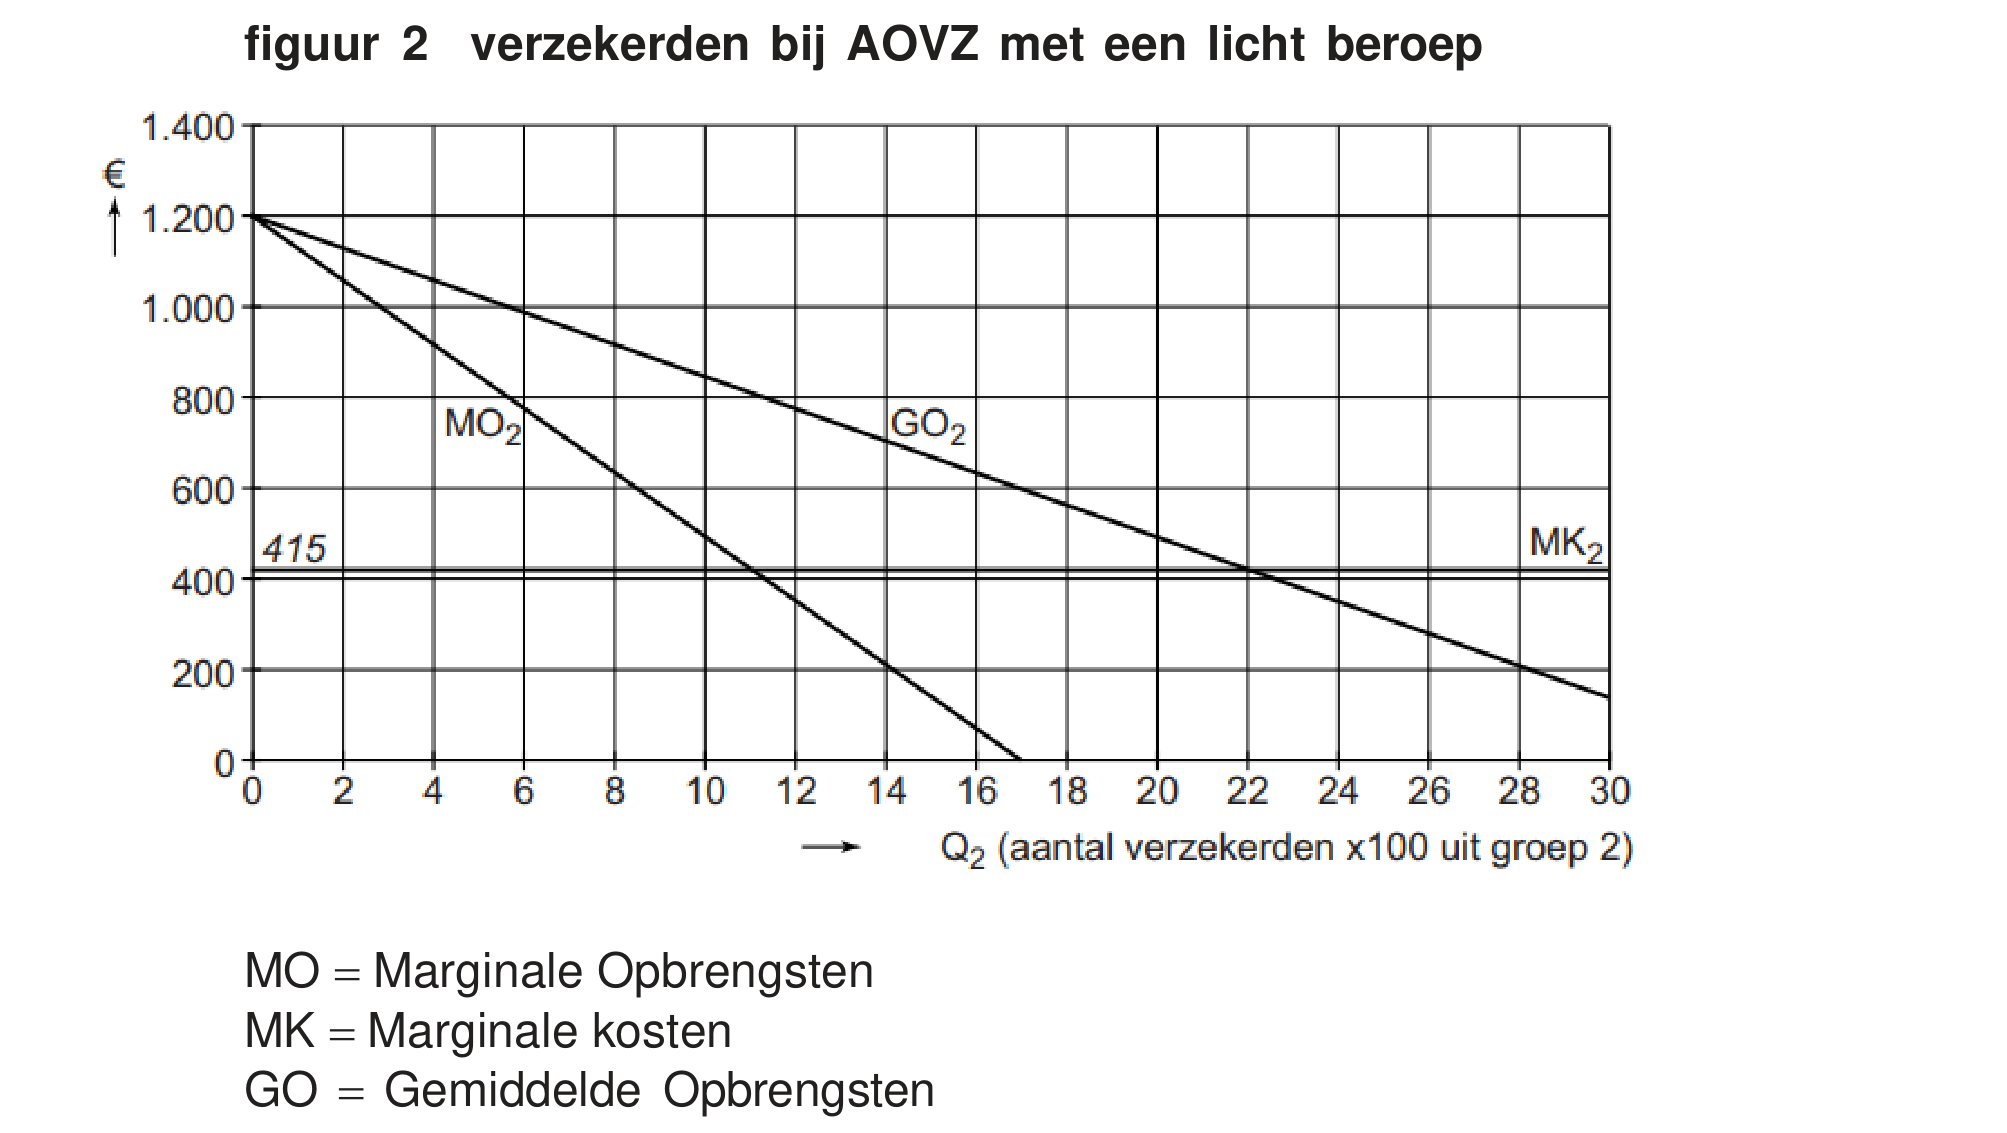 figuur 2 verzekerden bij AOVZ met een licht beroep
1.400
€
1.200
1.000
800
MO2
GO2
600
415
MK2
400
200
0
0 2 4 6 8 10 12 14 16 18 20 22 24 26 28 30
Q2 (aantal verzekerden x100 uit groep 2)
MO = Marginale Opbrengsten
MK = Marginale kosten
GO = Gemiddelde Opbrengsten